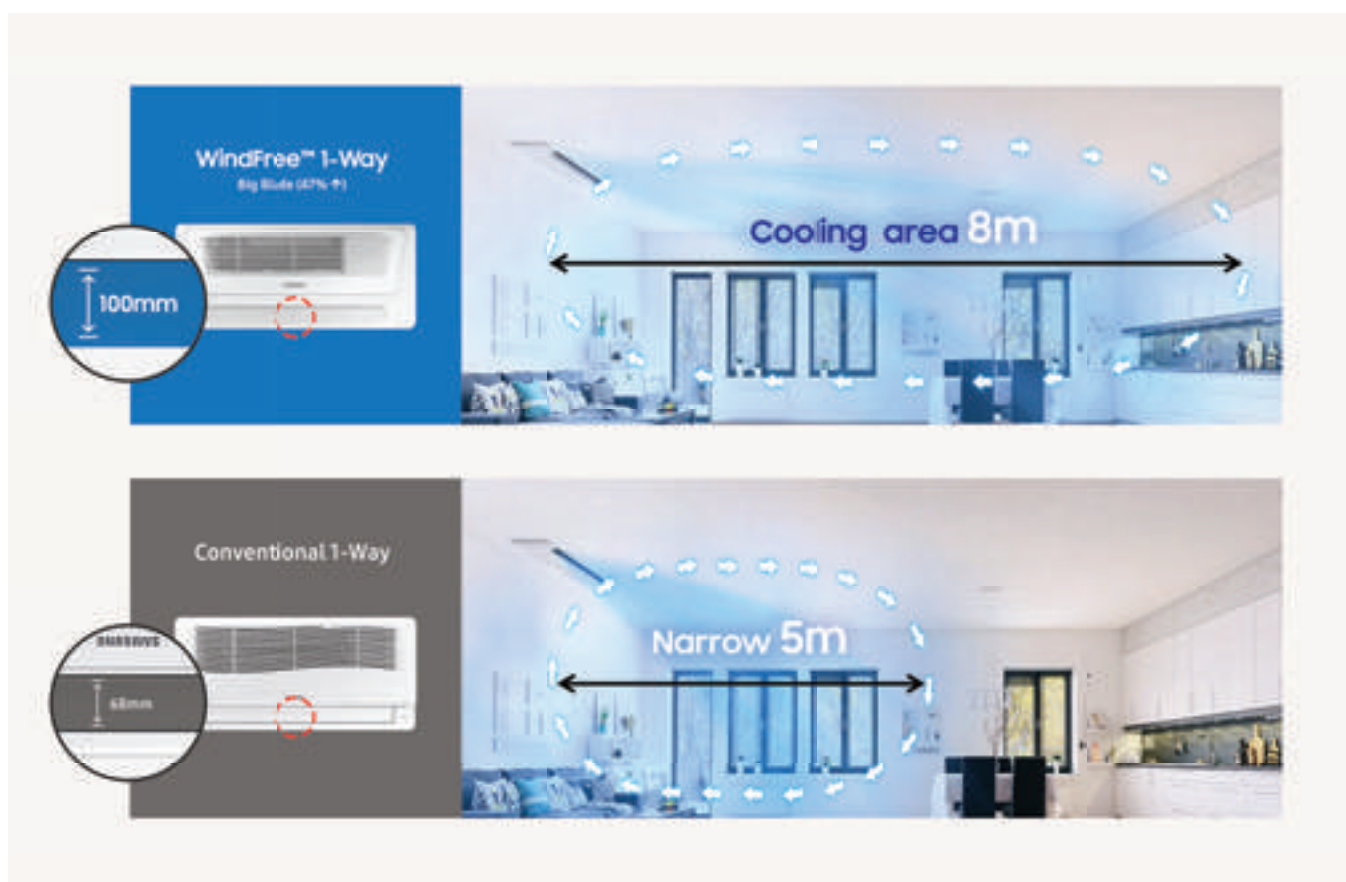 WindFree™ 1-Way
Big Blade (47% ↑)
100mm
Cooling area 8m
Conventional 1-Way
SAMSUNG
68mm
Narrow 5m